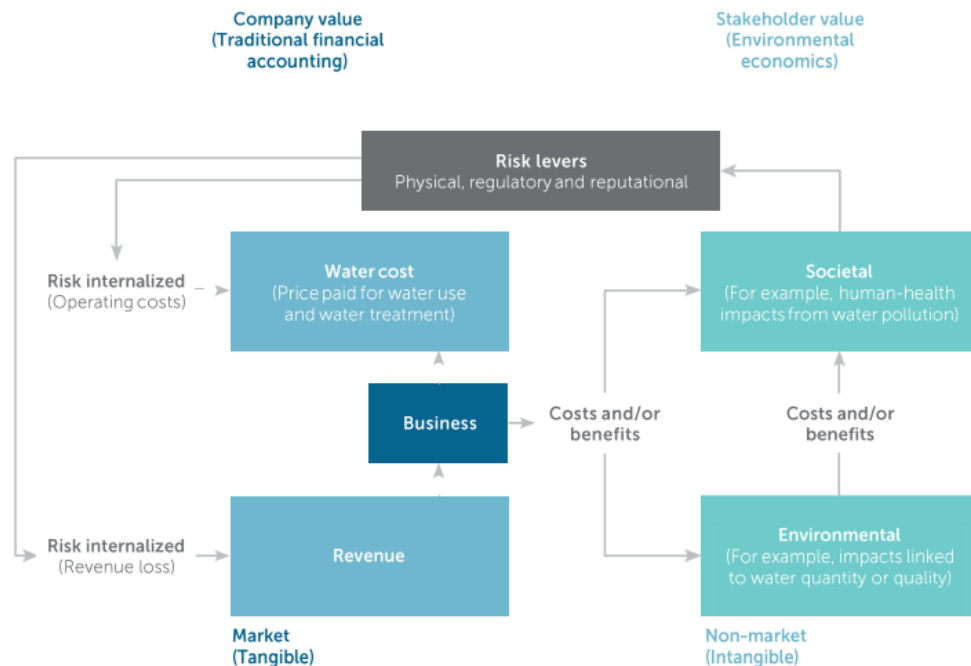 Company value
(Traditional financial
accounting)
Stakeholder value
(Environmental
economics)
Risk levers
Physical, regulatory and reputational
Risk internalized
(Operating costs)
Water cost
(Price paid for water use
and water treatment)
Societal
(For example, human-health
impacts from water pollution)
Business
Costs and/or
benefits
Costs and/or
benefits
Risk internalized
(Revenue loss)
Revenue
Environmental
(For example, impacts linked
to water quantity or quality)
Market
(Tangible)
Non-market
(Intangible)